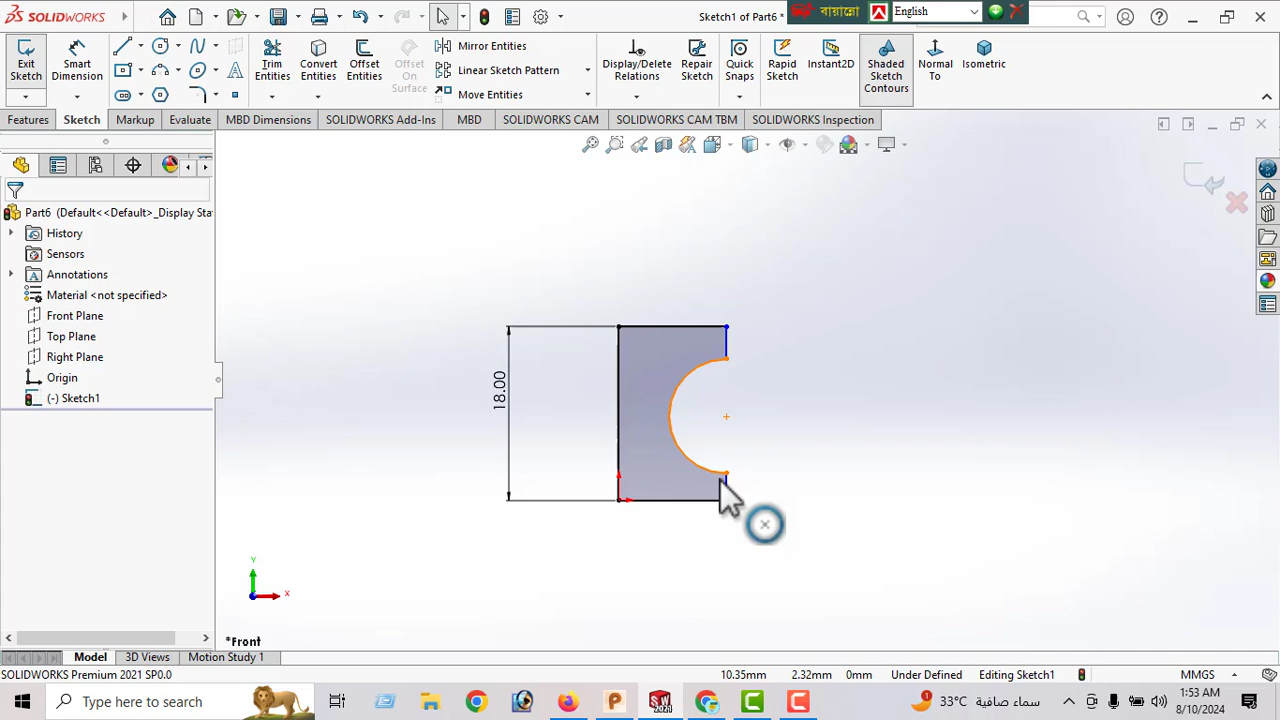 SOLIDWORKS
Sketch1 of Part6 *
বায়ান্নো
English
Exit Sketch
Smart Dimension
Trim Entities
Convert Entities
Offset Entities
Offset On Surface
Mirror Entities
Linear Sketch Pattern
Move Entities
Display/Delete Relations
Repair Sketch
Quick Snaps
Rapid Sketch
Instant2D
Shaded Sketch Contours
Normal To
Isometric
Features
Sketch
Markup
Evaluate
MBD Dimensions
SOLIDWORKS Add-Ins
MBD
SOLIDWORKS CAM
SOLIDWORKS CAM TBM
SOLIDWORKS Inspection
Part6 (Default<<Default>_Display Sta
History
Sensors
Annotations
Material <not specified>
Front Plane
Top Plane
Right Plane
Origin
(-) Sketch1
18.00
Y
X
*Front
Model
3D Views
Motion Study 1
SOLIDWORKS Premium 2021 SP0.0
10.35mm
2.32mm
0mm
Under Defined
Editing Sketch1
MMGS
Type here to search
33°C
سماء صافية
1:53 AM
8/10/2024